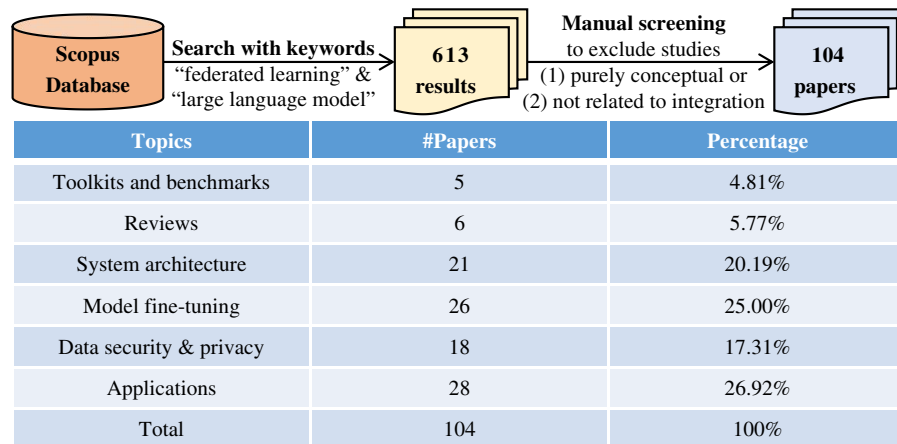 Scopus
Database
Search with keywords
“federated learning” &
“large language model”
613
results
Manual screening
to exclude studies
(1) purely conceptual or
(2) not related to integration
104
papers
Topics #Papers Percentage
Toolkits and benchmarks 5 4.81%
Reviews 6 5.77%
System architecture 21 20.19%
Model fine-tuning 26 25.00%
Data security & privacy 18 17.31%
Applications 28 26.92%
Total 104 100%